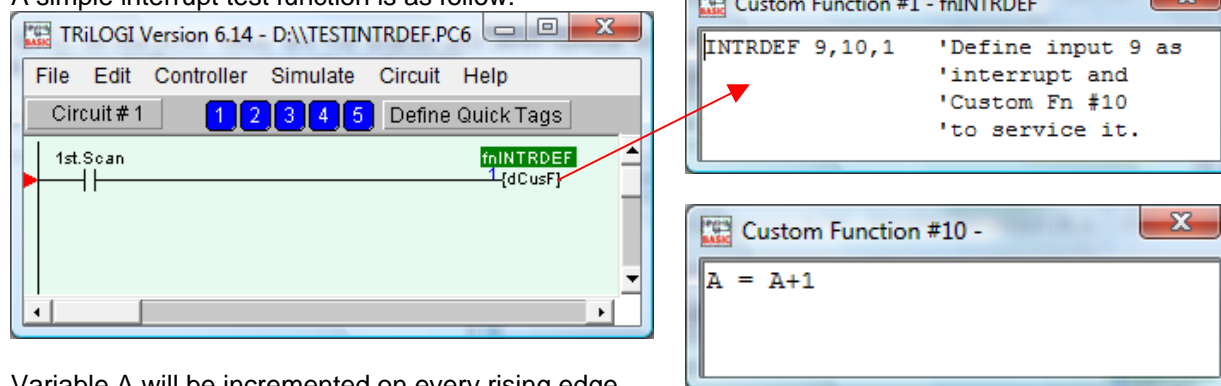 A simple interrupt test function is as follow:
TRiLOGI Version 6.14 - D:\\TESTINTRDEF.PC6
File Edit Controller Simulate Circuit Help
Circuit # 1 1 2 3 4 5 Define Quick Tags
1st.Scan fnINTRDEF
1 {dCusF}
Custom Function #1 - fnINTRDEF
INTRDEF 9,10,1 'Define input 9 as
'interrupt and
'Custom Fn #10
'to service it.
Custom Function #10 -
A = A+1
Variable A will be incremented on every rising edge